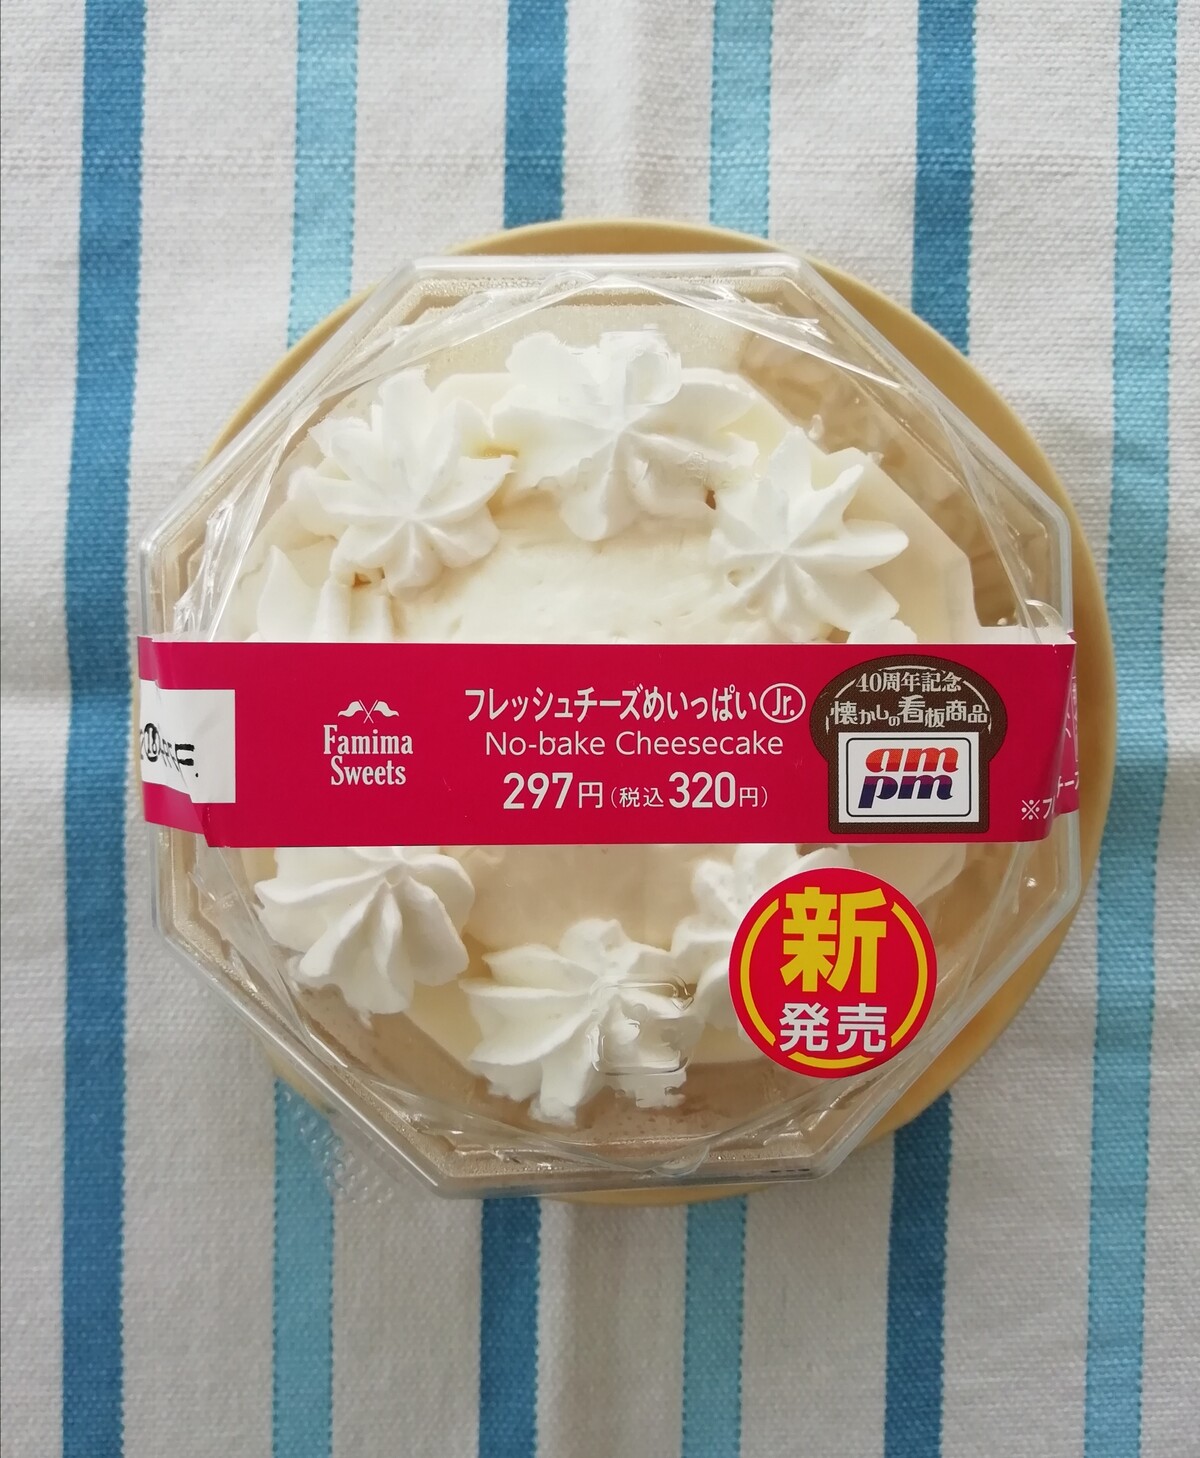 Famima
Sweets
フレッシュチーズめいっぱいJr.
No-bake Cheesecake
297円(税込320円)
40周年記念
懐かしの看板商品
am
pm
新
発売